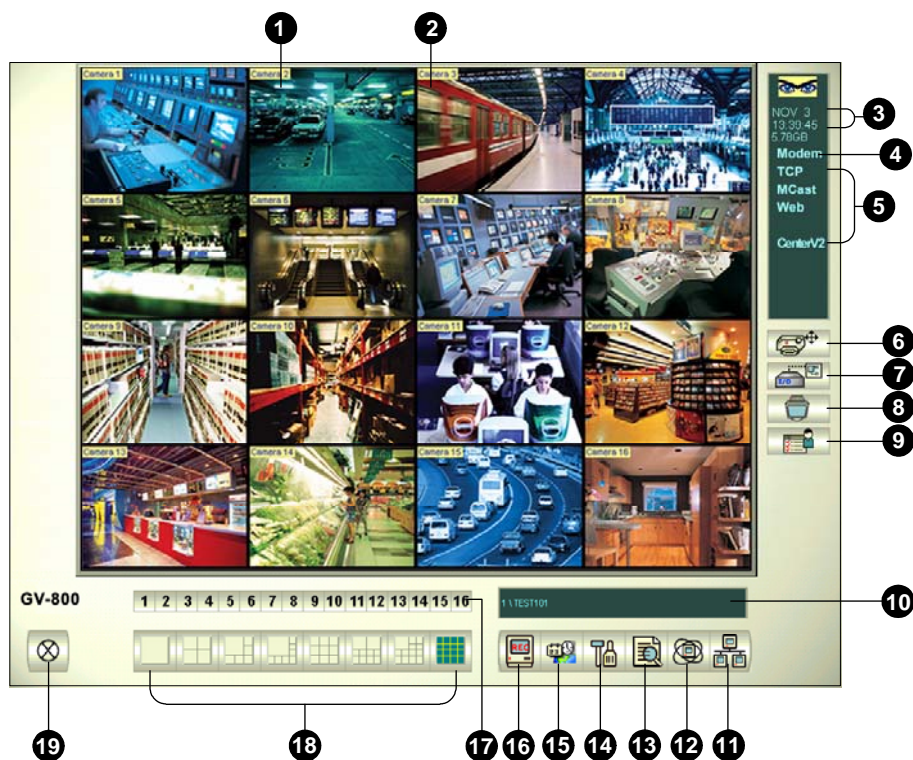 1 2
Camera 1 Camera 2 Camera 3 Camera 4
NOV 3
13:39:45
5.78GB
3
Modem
4
TCP
MCast
Web
5
CenterV2
Camera 5 Camera 6 Camera 7 Camera 8
Camera 9 Camera 10 Camera 11 Camera 12
6
I/O
7
8
9
Camera 13 Camera 14 Camera 15 Camera 16
GV-800
1 2 3 4 5 6 7 8 9 10 11 12 13 14 15 16
1 \ TEST101
10
REC
19 18 17 16 15 14 13 12 11